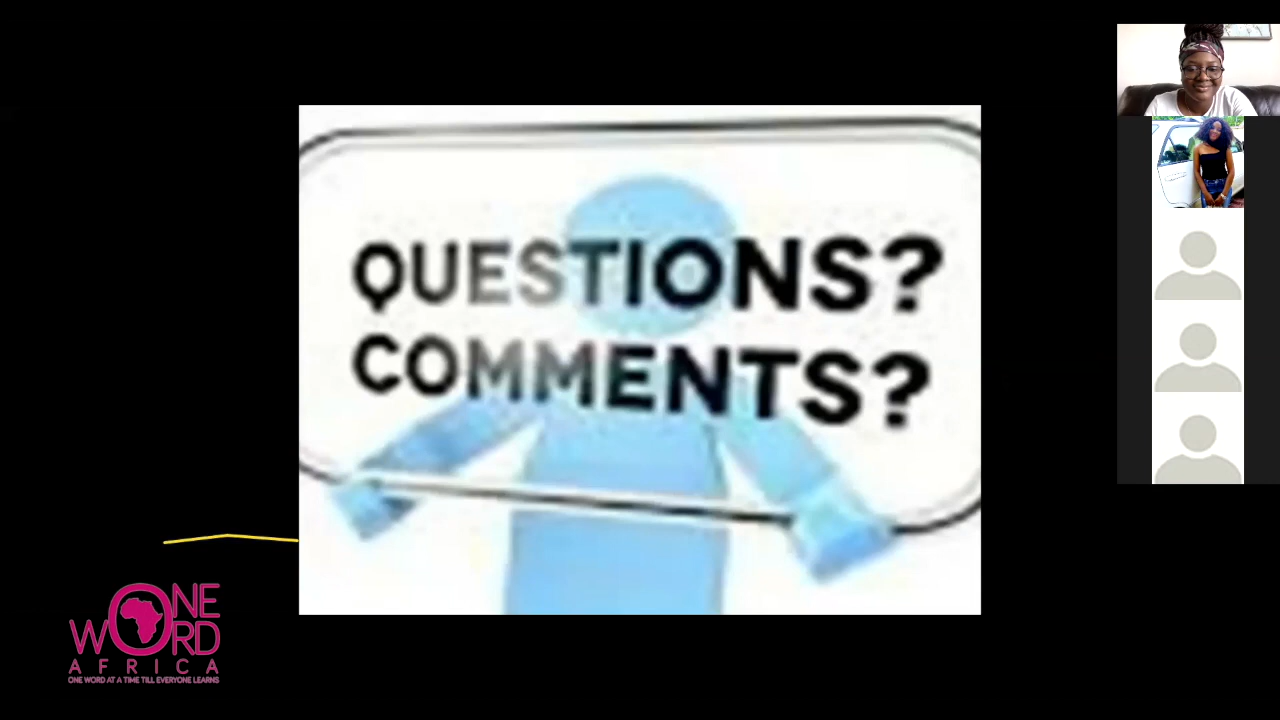 QUESTIONS?
COMMENTS?
ONE
WORD
AFRICA
ONE WORD AT A TIME TILL EVERYONE LEARNS